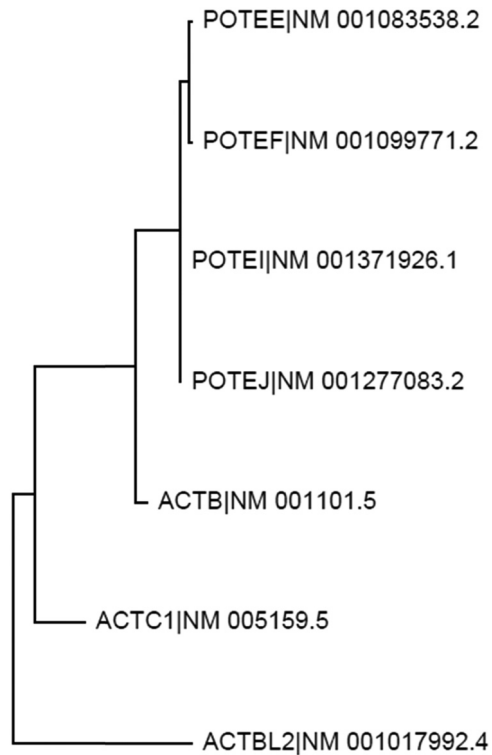 POTEE|NM 001083538.2
POTEF|NM 001099771.2
POTEI|NM 001371926.1
POTEJ|NM 001277083.2
ACTB|NM 001101.5
ACTC1|NM 005159.5
ACTBL2|NM 001017992.4